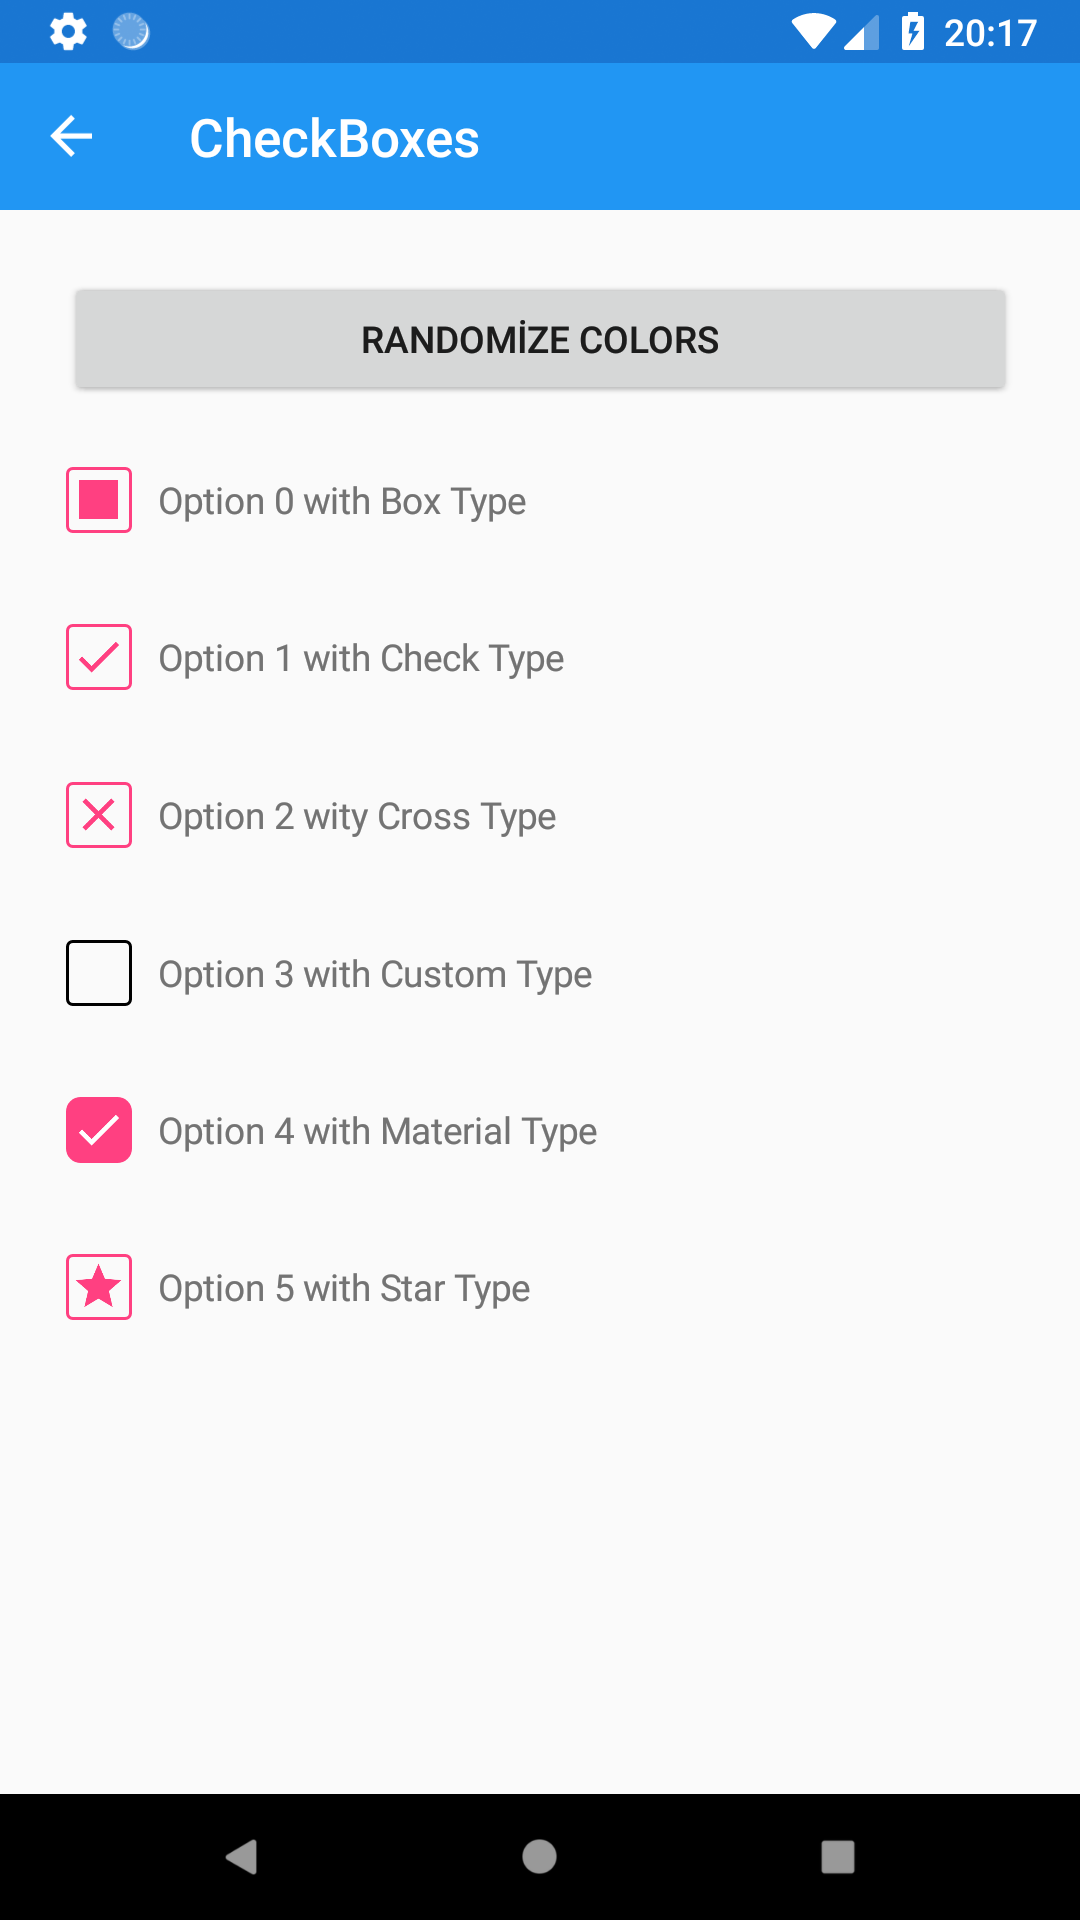 20:17
CheckBoxes
RANDOMİZE COLORS
Option 0 with Box Type
Option 1 with Check Type
Option 2 wity Cross Type
Option 3 with Custom Type
Option 4 with Material Type
Option 5 with Star Type